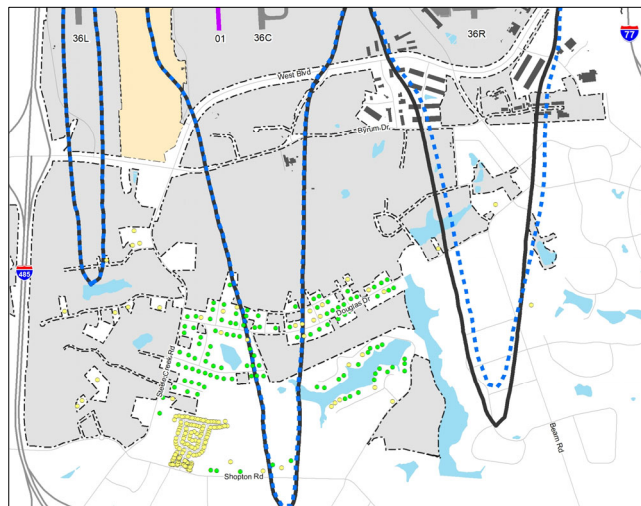 36L
01
36C
36R
77
West Blvd
Byrum Dr
485
Douglas Dr
Steele Creek Rd
Beam Rd
Shopton Rd